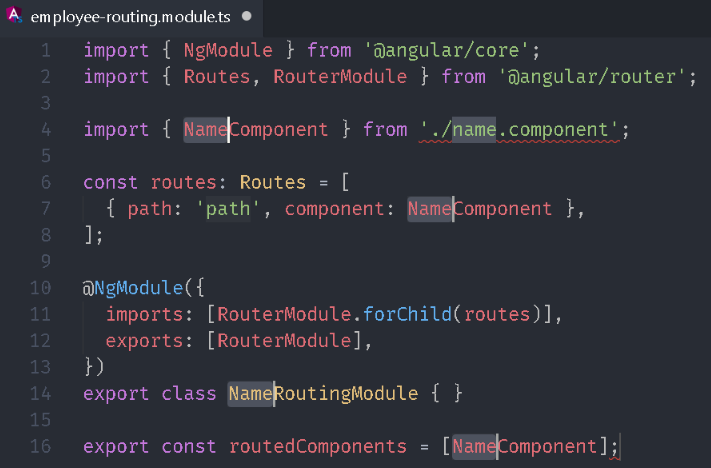 employee-routing.module.ts
1 import { NgModule } from '@angular/core';
2 import { Routes, RouterModule } from '@angular/router';
3
4 import { NameComponent } from './name.component';
5
6 const routes: Routes = [
7   { path: 'path', component: NameComponent },
8 ];
9
10 @NgModule({
11   imports: [RouterModule.forChild(routes)],
12   exports: [RouterModule],
13 })
14 export class NameRoutingModule { }
15
16 export const routedComponents = [NameComponent];